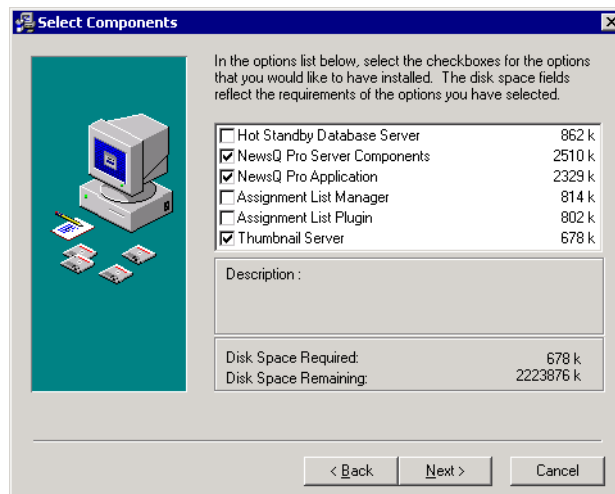 Select Components
In the options list below, select the checkboxes for the options
that you would like to have installed. The disk space fields
reflect the requirements of the options you have selected.
Hot Standby Database Server 862 k
NewsQ Pro Server Components 2510 k
NewsQ Pro Application 2329 k
Assignment List Manager 814 k
Assignment List Plugin 802 k
Thumbnail Server 678 k
Description :
Disk Space Required: 678 k
Disk Space Remaining: 2223876 k
< Back Next > Cancel